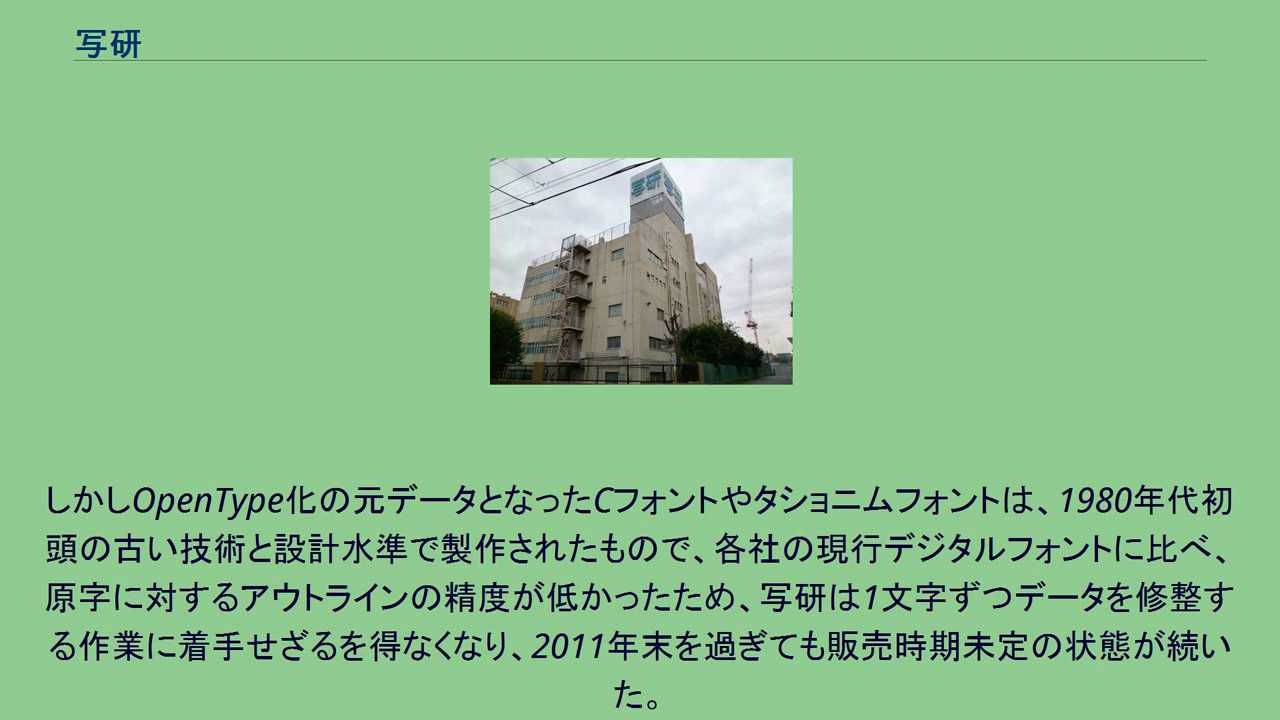 写研
写研
写研
しかしOpenType化の元データとなったCフォントやタショニムフォントは、1980年代初
頭の古い技術と設計水準で製作されたもので、各社の現行デジタルフォントに比べ、
原字に対するアウトラインの精度が低かったため、写研は1文字ずつデータを修整す
る作業に着手せざるを得なくなり、2011年末を過ぎても販売時期未定の状態が続い
た。